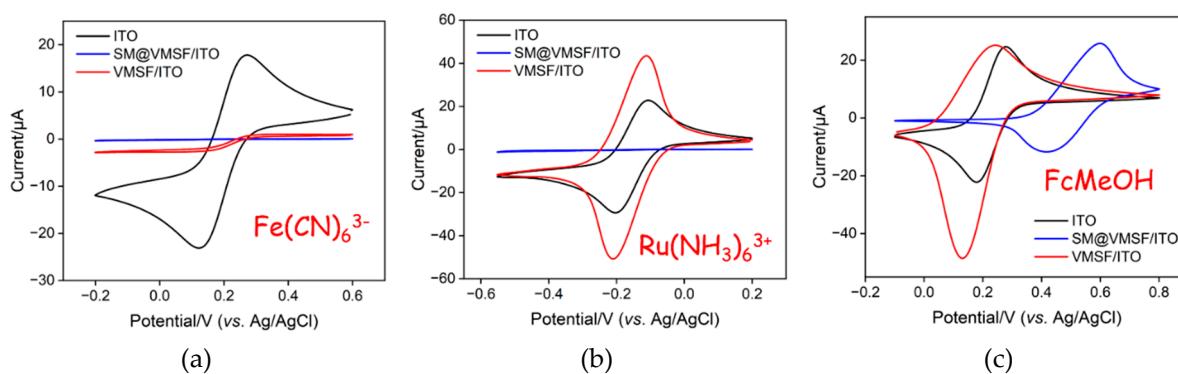 ITO
SM@VMSF/ITO
VMSF/ITO
Current/μA
20
10
0
−10
−20
−30
Fe(CN)₆³⁻
−0.2 0.0 0.2 0.4 0.6
Potential/V (vs. Ag/AgCl)
(a)
ITO
SM@VMSF/ITO
VMSF/ITO
Current/μA
60
40
20
0
−20
−40
−60
Ru(NH₃)₆³⁺
−0.6 −0.4 −0.2 0.0 0.2
Potential/V (vs. Ag/AgCl)
(b)
Current/μA
20
0
−20
−40
FcMeOH
ITO
SM@VMSF/ITO
VMSF/ITO
−0.2 0.0 0.2 0.4 0.6 0.8
Potential/V (vs. Ag/AgCl)
(c)